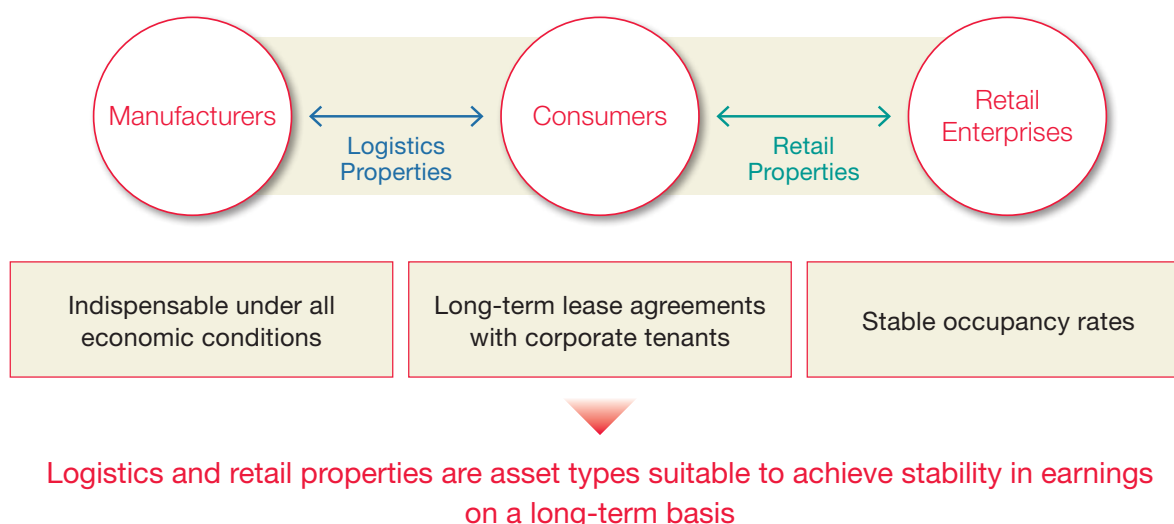 Manufacturers
Logistics
Properties
Consumers
Retail
Properties
Retail
Enterprises
Indispensable under all
economic conditions
Long-term lease agreements
with corporate tenants
Stable occupancy rates
Logistics and retail properties are asset types suitable to achieve stability in earnings
on a long-term basis